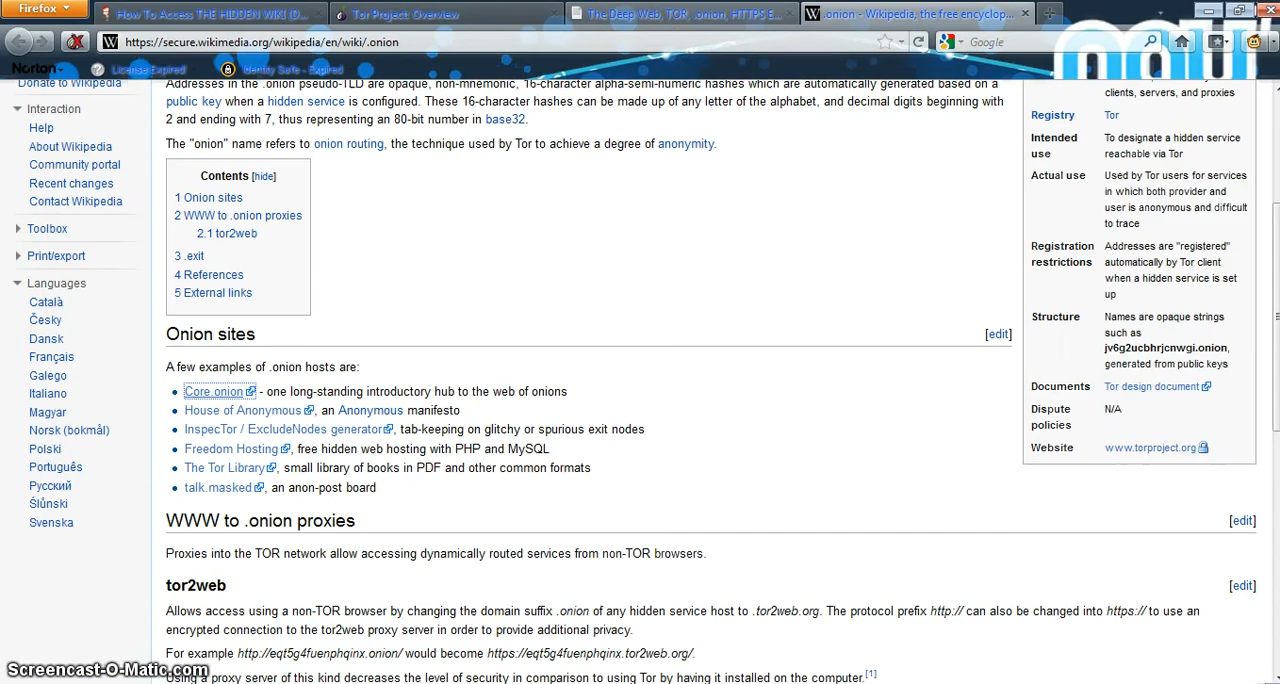 Firefox
How To Access THE HIDDEN WIKI (D...
Tor Project: Overview
The Deep Web, TOR, .onion, HTTPS E...
.onion - Wikipedia, the free encyclop...
https://secure.wikimedia.org/wikipedia/en/wiki/.onion
Google
Norton
License Expired
Identity Safe - Expired
Donate to Wikipedia
Interaction
Help
About Wikipedia
Community portal
Recent changes
Contact Wikipedia
Toolbox
Print/export
Languages
Català
Česky
Dansk
Français
Galego
Italiano
Magyar
Norsk (bokmål)
Polski
Português
Русский
Ślůnski
Svenska
Addresses in the .onion pseudo-TLD are opaque, non-mnemonic, 16-character alpha-semi-numeric hashes which are automatically generated based on a
public key when a hidden service is configured. These 16-character hashes can be made up of any letter of the alphabet, and decimal digits beginning with
2 and ending with 7, thus representing an 80-bit number in base32.
The "onion" name refers to onion routing, the technique used by Tor to achieve a degree of anonymity.
Contents [hide]
1 Onion sites
2 WWW to .onion proxies
2.1 tor2web
3 .exit
4 References
5 External links
Onion sites
[edit]
A few examples of .onion hosts are:
Core.onion - one long-standing introductory hub to the web of onions
House of Anonymous, an Anonymous manifesto
InspecTor / ExcludeNodes generator, tab-keeping on glitchy or spurious exit nodes
Freedom Hosting, free hidden web hosting with PHP and MySQL
The Tor Library, small library of books in PDF and other common formats
talk.masked, an anon-post board
WWW to .onion proxies
[edit]
Proxies into the TOR network allow accessing dynamically routed services from non-TOR browsers.
tor2web
[edit]
Allows access using a non-TOR browser by changing the domain suffix .onion of any hidden service host to .tor2web.org. The protocol prefix http:// can also be changed into https:// to use an
encrypted connection to the tor2web proxy server in order to provide additional privacy.
For example http://eqt5g4fuenphqinx.onion/ would become https://eqt5g4fuenphqinx.tor2web.org/.
Using a proxy server of this kind decreases the level of security in comparison to using Tor by having it installed on the computer.[1]
clients, servers, and proxies
Registry Tor
Intended use To designate a hidden service
reachable via Tor
Actual use Used by Tor users for services
in which both provider and
user is anonymous and difficult
to trace
Registration restrictions Addresses are "registered"
automatically by Tor client
when a hidden service is set
up
Structure Names are opaque strings
such as
jv6g2ucbhrjcnwgi.onion,
generated from public keys
Documents Tor design document
Dispute policies N/A
Website www.torproject.org
Screencast-O-Matic.com